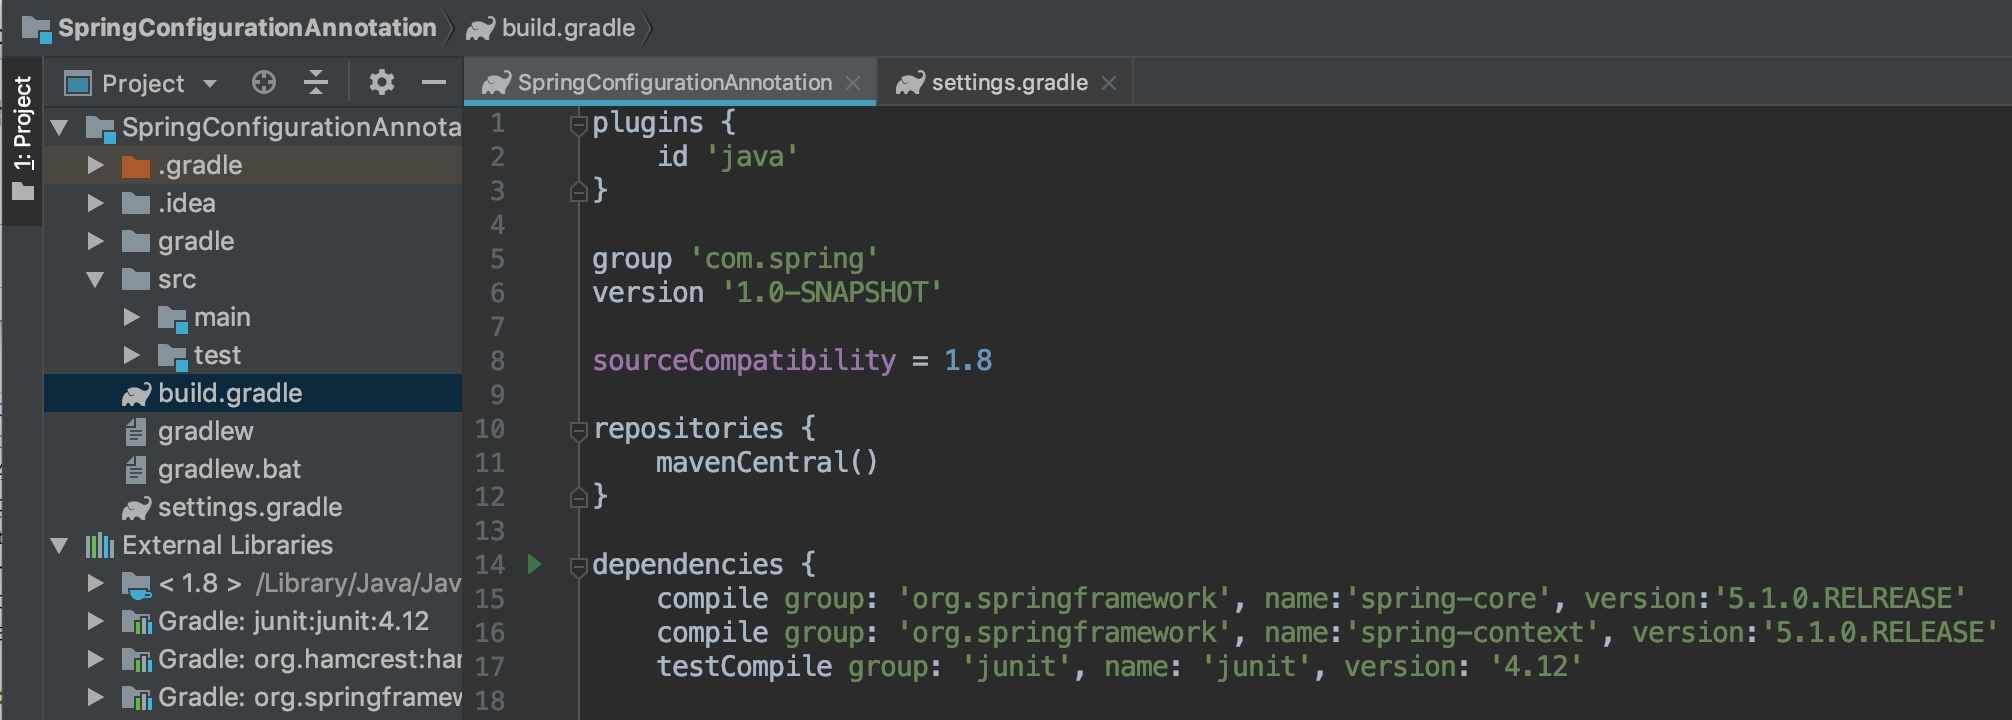 SpringConfigurationAnnotation build.gradle
1: Project
Project
SpringConfigurationAnnotation settings.gradle
SpringConfigurationAnnota
.gradle
.idea
gradle
src
main
test
build.gradle
gradlew
gradlew.bat
settings.gradle
External Libraries
< 1.8 > /Library/Java/Jav
Gradle: junit:junit:4.12
Gradle: org.hamcrest:har
Gradle: org.springframew
1 plugins {
2 id 'java'
3 }
4
5 group 'com.spring'
6 version '1.0-SNAPSHOT'
7
8 sourceCompatibility = 1.8
9
10 repositories {
11 mavenCentral()
12 }
13
14 dependencies {
15 compile group: 'org.springframework', name:'spring-core', version:'5.1.0.RELREASE'
16 compile group: 'org.springframework', name:'spring-context', version:'5.1.0.RELEASE'
17 testCompile group: 'junit', name: 'junit', version: '4.12'
18